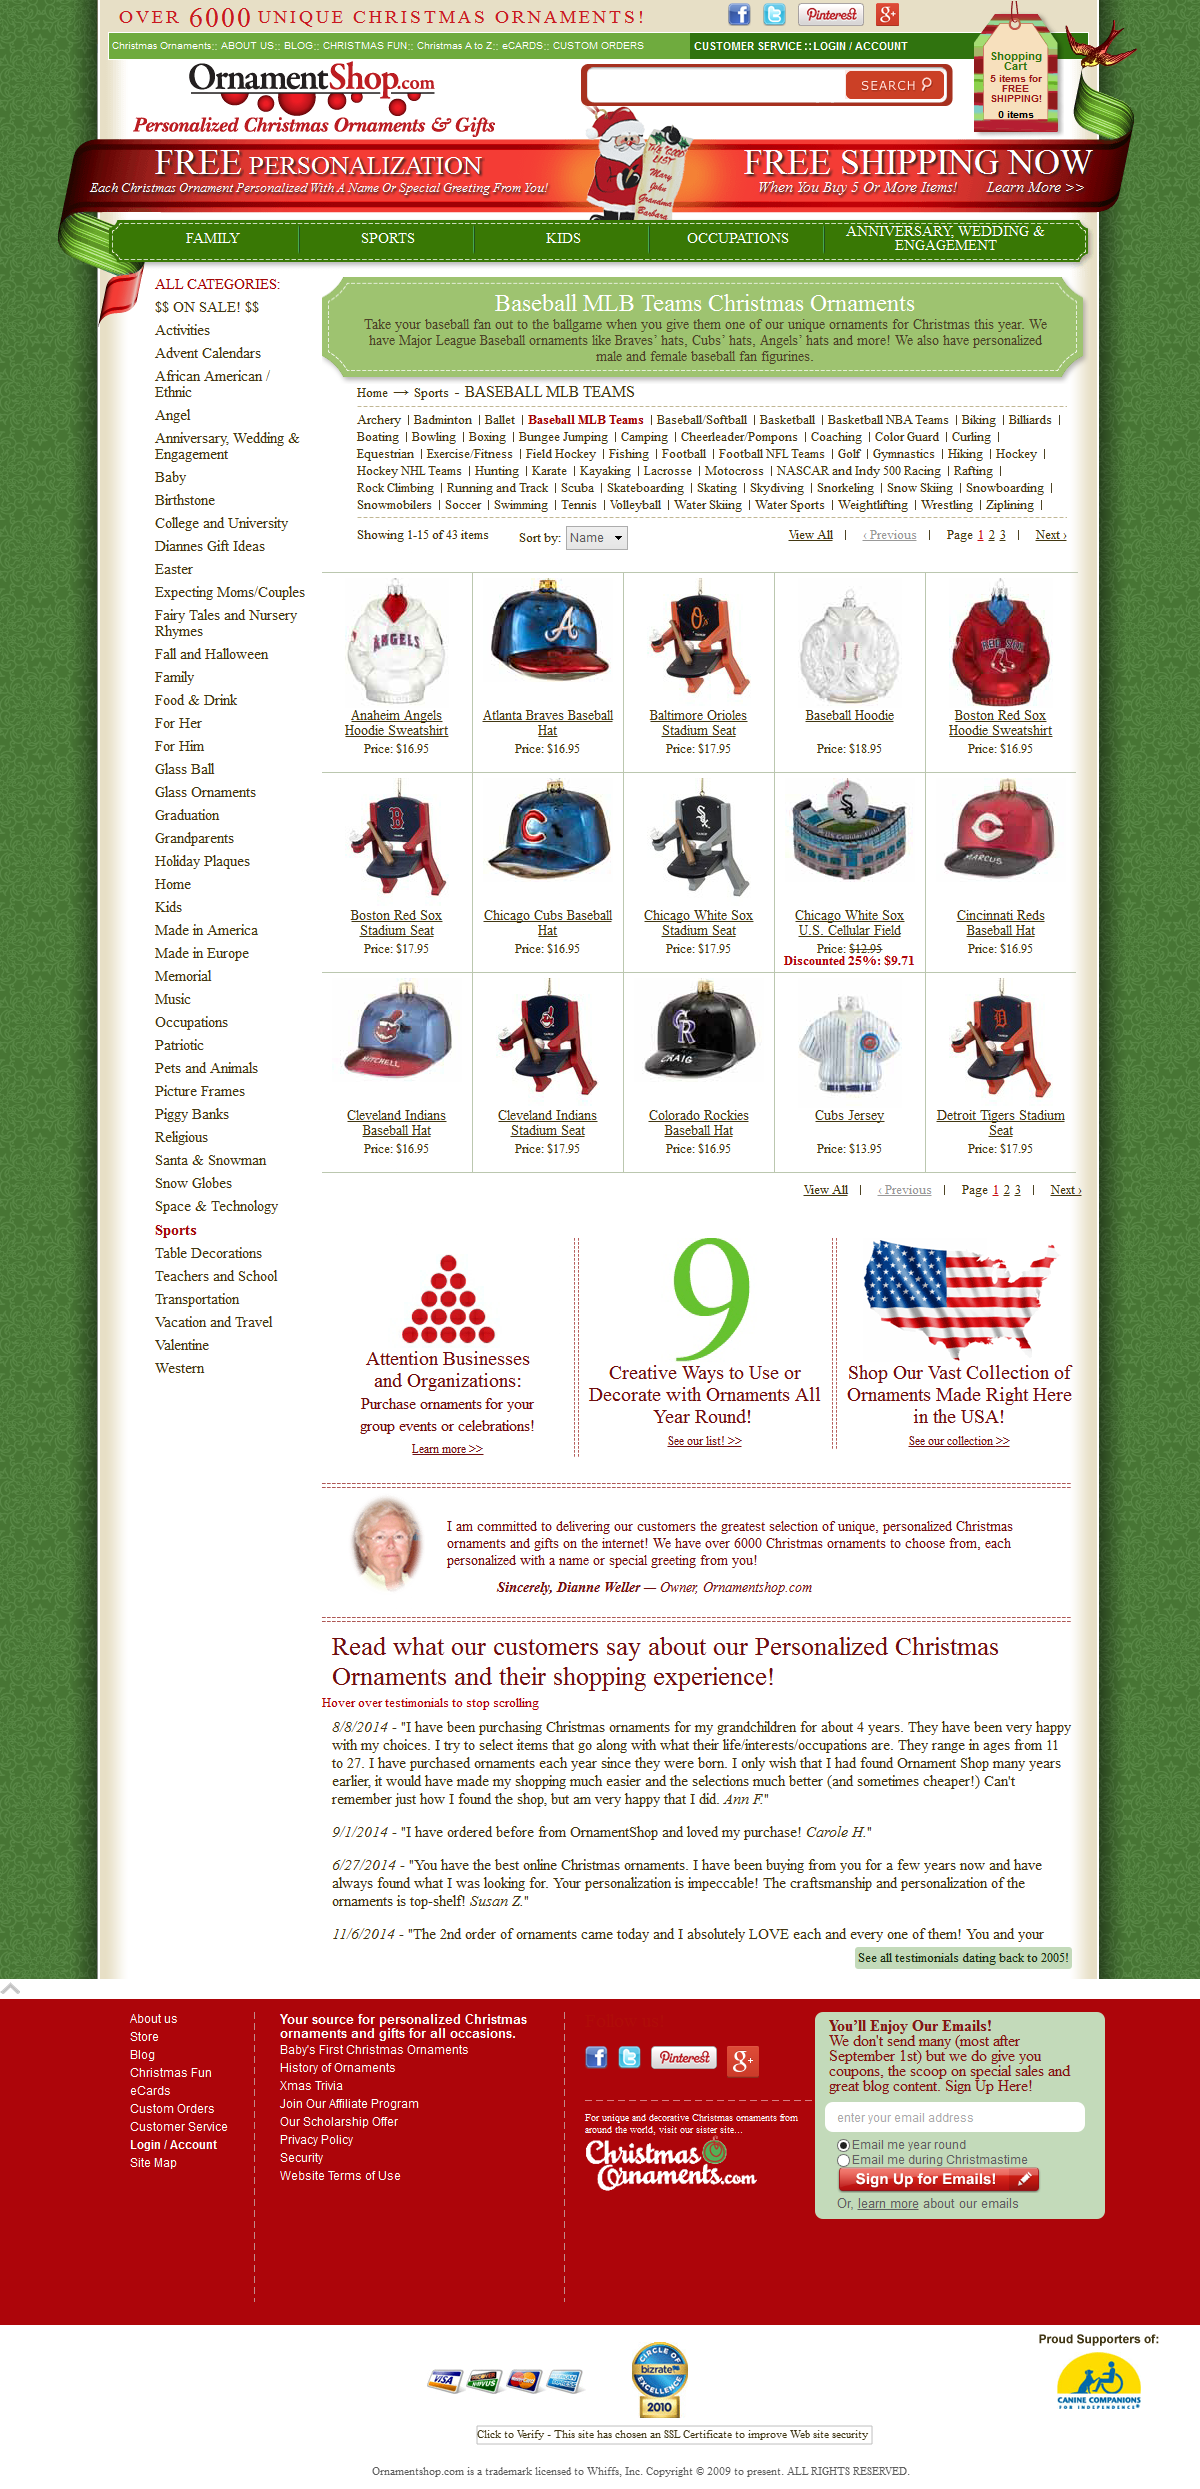 OVER 6000 UNIQUE CHRISTMAS ORNAMENTS!
Pinterest
Christmas Ornaments:: ABOUT US:: BLOG:: CHRISTMAS FUN:: Christmas A to Z:: eCARDS:: CUSTOM ORDERS
CUSTOMER SERVICE :: LOGIN / ACCOUNT
Shopping
Cart
5 items for
FREE
SHIPPING!
0 items
OrnamentShop.com
Personalized Christmas Ornaments & Gifts
SEARCH
FREE PERSONALIZATION
Each Christmas Ornament Personalized With A Name Or Special Greeting From You!
The Good
LIST
Mary
John
Grandma
Barbara
FREE SHIPPING NOW
When You Buy 5 Or More Items! Learn More >>
FAMILY
SPORTS
KIDS
OCCUPATIONS
ANNIVERSARY, WEDDING &
ENGAGEMENT
ALL CATEGORIES:
$$ ON SALE! $$
Activities
Advent Calendars
African American /
Ethnic
Angel
Anniversary, Wedding &
Engagement
Baby
Birthstone
College and University
Diannes Gift Ideas
Easter
Expecting Moms/Couples
Fairy Tales and Nursery
Rhymes
Fall and Halloween
Family
Food & Drink
For Her
For Him
Glass Ball
Glass Ornaments
Graduation
Grandparents
Holiday Plaques
Home
Kids
Made in America
Made in Europe
Memorial
Music
Occupations
Patriotic
Pets and Animals
Picture Frames
Piggy Banks
Religious
Santa & Snowman
Snow Globes
Space & Technology
Sports
Table Decorations
Teachers and School
Transportation
Vacation and Travel
Valentine
Western
Baseball MLB Teams Christmas Ornaments
Take your baseball fan out to the ballgame when you give them one of our unique ornaments for Christmas this year. We
have Major League Baseball ornaments like Braves' hats, Cubs' hats, Angels' hats and more! We also have personalized
male and female baseball fan figurines.
Home → Sports - BASEBALL MLB TEAMS
Archery | Badminton | Ballet | Baseball MLB Teams | Baseball/Softball | Basketball | Basketball NBA Teams | Biking | Billiards |
Boating | Bowling | Boxing | Bungee Jumping | Camping | Cheerleader/Pompons | Coaching | Color Guard | Curling |
Equestrian | Exercise/Fitness | Field Hockey | Fishing | Football | Football NFL Teams | Golf | Gymnastics | Hiking | Hockey |
Hockey NHL Teams | Hunting | Karate | Kayaking | Lacrosse | Motocross | NASCAR and Indy 500 Racing | Rafting |
Rock Climbing | Running and Track | Scuba | Skateboarding | Skating | Skydiving | Snorkeling | Snow Skiing | Snowboarding |
Snowmobilers | Soccer | Swimming | Tennis | Volleyball | Water Skiing | Water Sports | Weightlifting | Wrestling | Ziplining |
Showing 1-15 of 43 items
Sort by: Name
View All | ‹ Previous | Page 1 2 3 | Next ›
ANGELS
RED SOX
Anaheim Angels
Hoodie Sweatshirt
Price: $16.95
Atlanta Braves Baseball
Hat
Price: $16.95
Baltimore Orioles
Stadium Seat
Price: $17.95
Baseball Hoodie
Price: $18.95
Boston Red Sox
Hoodie Sweatshirt
Price: $16.95
MARCUS
Boston Red Sox
Stadium Seat
Price: $17.95
Chicago Cubs Baseball
Hat
Price: $16.95
Chicago White Sox
Stadium Seat
Price: $17.95
Chicago White Sox
U.S. Cellular Field
Price: $12.95
Discounted 25%: $9.71
Cincinnati Reds
Baseball Hat
Price: $16.95
MITCHELL
CRAIG
Cleveland Indians
Baseball Hat
Price: $16.95
Cleveland Indians
Stadium Seat
Price: $17.95
Colorado Rockies
Baseball Hat
Price: $16.95
Cubs Jersey
Price: $13.95
Detroit Tigers Stadium
Seat
Price: $17.95
View All | ‹ Previous | Page 1 2 3 | Next ›
Attention Businesses
and Organizations:
Purchase ornaments for your
group events or celebrations!
Learn more >>
9
Creative Ways to Use or
Decorate with Ornaments All
Year Round!
See our list! >>
Shop Our Vast Collection of
Ornaments Made Right Here
in the USA!
See our collection >>
I am committed to delivering our customers the greatest selection of unique, personalized Christmas
ornaments and gifts on the internet! We have over 6000 Christmas ornaments to choose from, each
personalized with a name or special greeting from you!
Sincerely, Dianne Weller — Owner, Ornamentshop.com
Read what our customers say about our Personalized Christmas
Ornaments and their shopping experience!
Hover over testimonials to stop scrolling
8/8/2014 - "I have been purchasing Christmas ornaments for my grandchildren for about 4 years. They have been very happy
with my choices. I try to select items that go along with what their life/interests/occupations are. They range in ages from 11
to 27. I have purchased ornaments each year since they were born. I only wish that I had found Ornament Shop many years
earlier, it would have made my shopping much easier and the selections much better (and sometimes cheaper!) Can't
remember just how I found the shop, but am very happy that I did. Ann F."
9/1/2014 - "I have ordered before from OrnamentShop and loved my purchase! Carole H."
6/27/2014 - "You have the best online Christmas ornaments. I have been buying from you for a few years now and have
always found what I was looking for. Your personalization is impeccable! The craftsmanship and personalization of the
ornaments is top-shelf! Susan Z."
11/6/2014 - "The 2nd order of ornaments came today and I absolutely LOVE each and every one of them! You and your
See all testimonials dating back to 2005!
About us
Store
Blog
Christmas Fun
eCards
Custom Orders
Customer Service
Login / Account
Site Map
Your source for personalized Christmas
ornaments and gifts for all occasions.
Baby's First Christmas Ornaments
History of Ornaments
Xmas Trivia
Join Our Affiliate Program
Our Scholarship Offer
Privacy Policy
Security
Website Terms of Use
Pinterest
For unique and decorative Christmas ornaments from
around the world, visit our sister site...
Christmas
Ornaments.com
You'll Enjoy Our Emails!
We don't send many (most after
September 1st) but we do give you
coupons, the scoop on special sales and
great blog content. Sign Up Here!
enter your email address
Email me year round
Email me during Christmastime
Sign Up for Emails!
Or, learn more about our emails
VISA
CIRCLE OF
bizrate
EXCELLENCE
2010
Proud Supporters of:
CANINE COMPANIONS
FOR INDEPENDENCE
Click to Verify - This site has chosen an SSL Certificate to improve Web site security
Ornamentshop.com is a trademark licensed to Whiffs, Inc. Copyright © 2009 to present. ALL RIGHTS RESERVED.